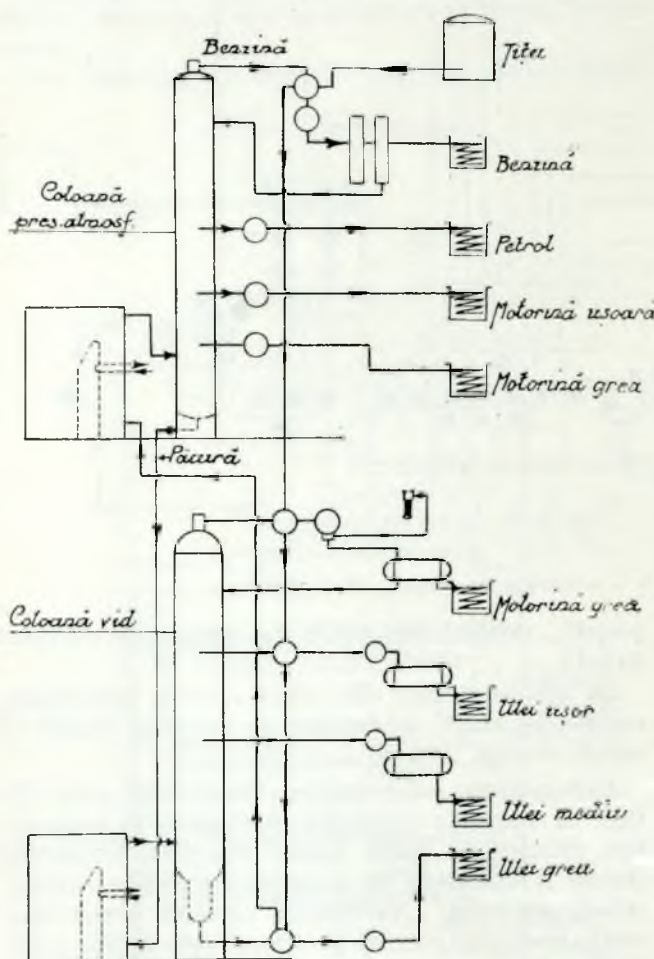 Benzină
Țiței
Benzină
Coloană
pres.atmosf.
Petrol
Motorină ușoară
Motorină grea
Păcură
Motorină grea
Coloană vid
Ulei ușor
Ulei mediu
Ulei greu